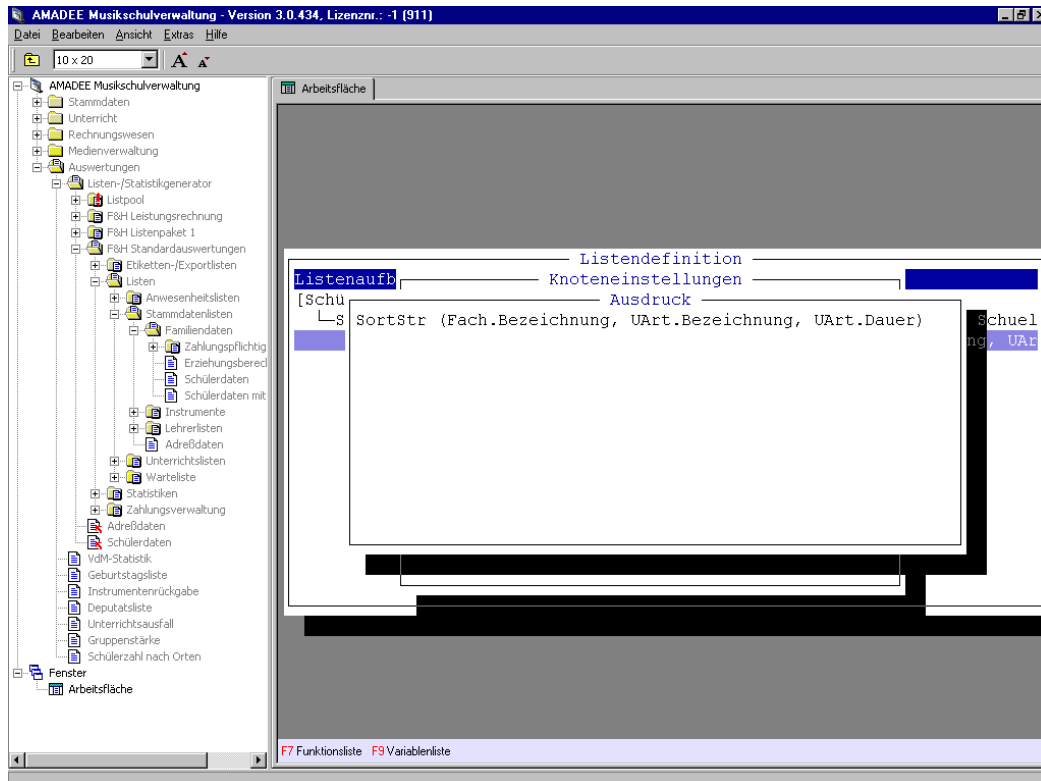 AMADEE Musikschulverwaltung - Version 3.0.434, Lizenznr.: -1 (911)
Datei Bearbeiten Ansicht Extras Hilfe
10 x 20
AMADEE Musikschulverwaltung
Stammdaten
Unterricht
Rechnungswesen
Medienverwaltung
Auswertungen
Listen-/Statistikgenerator
Listpool
F&H Leistungsrechnung
F&H Listenpaket 1
F&H Standardauswertungen
Etiketten-/Exportlisten
Listen
Anwesenheitslisten
Stammdatenlisten
Familiendaten
Zahlungspflichtig
Erziehungsberecl
Schülerdaten
Schülerdaten mit
Instrumente
Lehrerlisten
Adreßdaten
Unterrichtslisten
Warteliste
Statistiken
Zahlungsverwaltung
Adreßdaten
Schülerdaten
VdM-Statistik
Geburtstagsliste
Instrumentenrückgabe
Deputatsliste
Unterrichtsausfall
Gruppenstärke
Schülerzahl nach Orten
Fenster
Arbeitsfläche
Arbeitsfläche
Listendefinition
Listenaufb Knoteneinstellungen
[Schü Ausdruck
S SortStr (Fach.Bezeichnung, UArt.Bezeichnung, UArt.Dauer) Schuel
ng, UAr
F7 Funktionsliste F9 Variablenliste